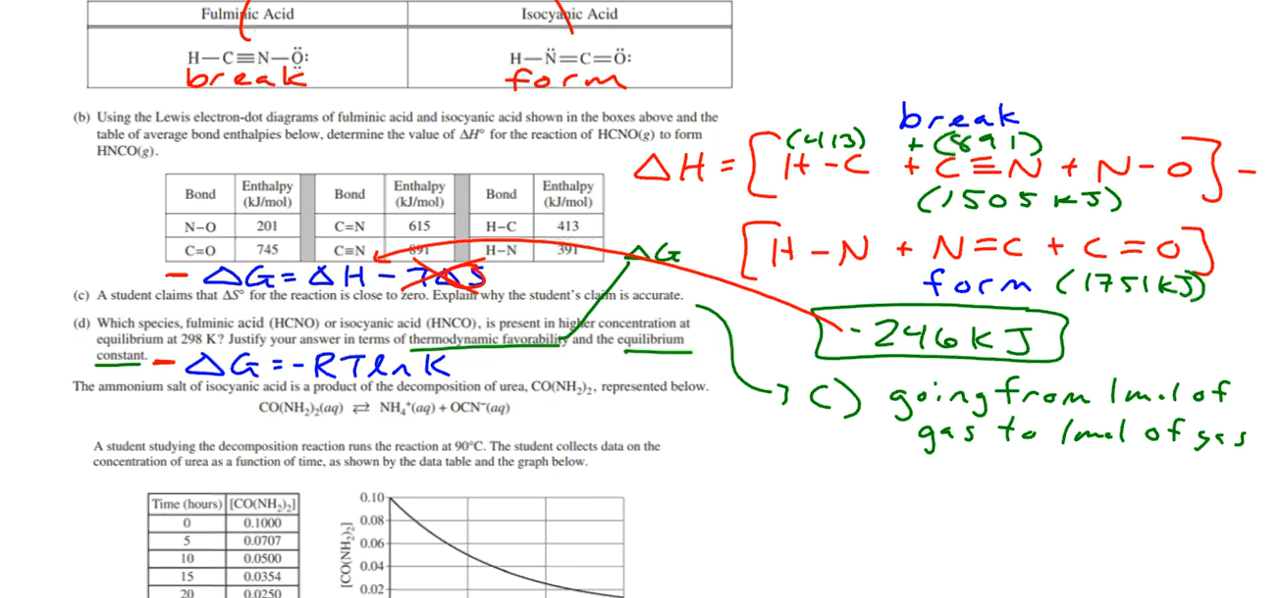 Fulminic Acid Isocyanic Acid
H—C≡N—Ö: H—N̈=C=Ö:
break form
(b) Using the Lewis electron-dot diagrams of fulminic acid and isocyanic acid shown in the boxes above and the
table of average bond enthalpies below, determine the value of ΔH° for the reaction of HCNO(g) to form
HNCO(g).
Bond Enthalpy (kJ/mol) Bond Enthalpy (kJ/mol) Bond Enthalpy (kJ/mol)
N–O 201 C=N 615 H–C 413
C=O 745 C≡N 891 H–N 391
- ΔG = ΔH - TΔS
(c) A student claims that ΔS° for the reaction is close to zero. Explain why the student's claim is accurate.
(d) Which species, fulminic acid (HCNO) or isocyanic acid (HNCO), is present in higher concentration at
equilibrium at 298 K? Justify your answer in terms of thermodynamic favorability and the equilibrium
constant.
- ΔG = -RTlnK
The ammonium salt of isocyanic acid is a product of the decomposition of urea, CO(NH₂)₂, represented below.
CO(NH₂)₂(aq) ⇄ NH₄⁺(aq) + OCN⁻(aq)
A student studying the decomposition reaction runs the reaction at 90°C. The student collects data on the
concentration of urea as a function of time, as shown by the data table and the graph below.
Time (hours) [CO(NH₂)₂]
0 0.1000
5 0.0707
10 0.0500
15 0.0354
20 0.0250
[CO(NH₂)₂]
0.10
0.08
0.06
0.04
0.02
break
(413) + (891)
ΔH = [H-C + C≡N + N-O] -
(1505 kJ)
ΔG
[H-N + N=C + C=O]
form (1751kJ)
-246 kJ
c) going from 1mol of
gas to 1mol of gas